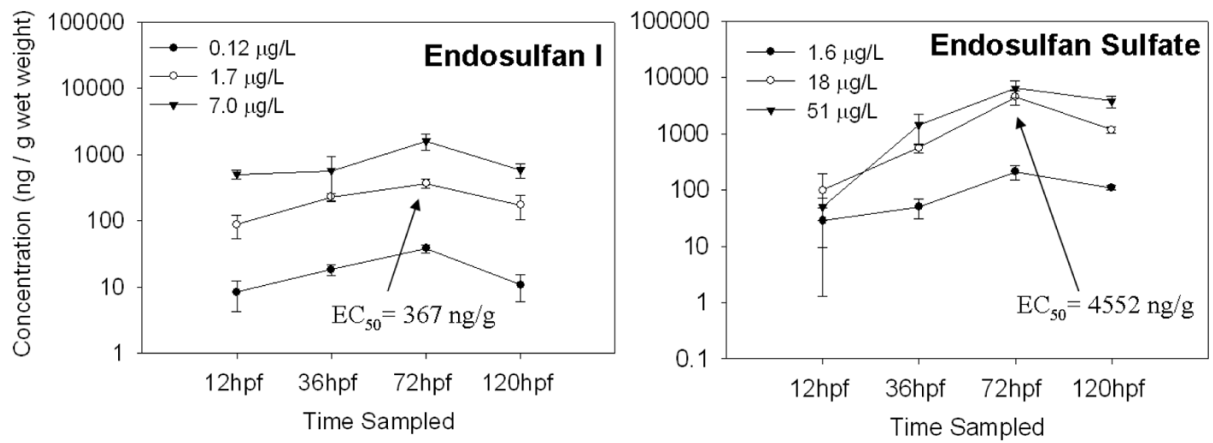 Concentration (ng / g wet weight)
100000
10000
1000
100
10
1
0.12 µg/L
1.7 µg/L
7.0 µg/L
Endosulfan I
EC50= 367 ng/g
12hpf 36hpf 72hpf 120hpf
Time Sampled
100000
10000
1000
100
10
1
0.1
Endosulfan Sulfate
1.6 µg/L
18 µg/L
51 µg/L
EC50= 4552 ng/g
12hpf 36hpf 72hpf 120hpf
Time Sampled